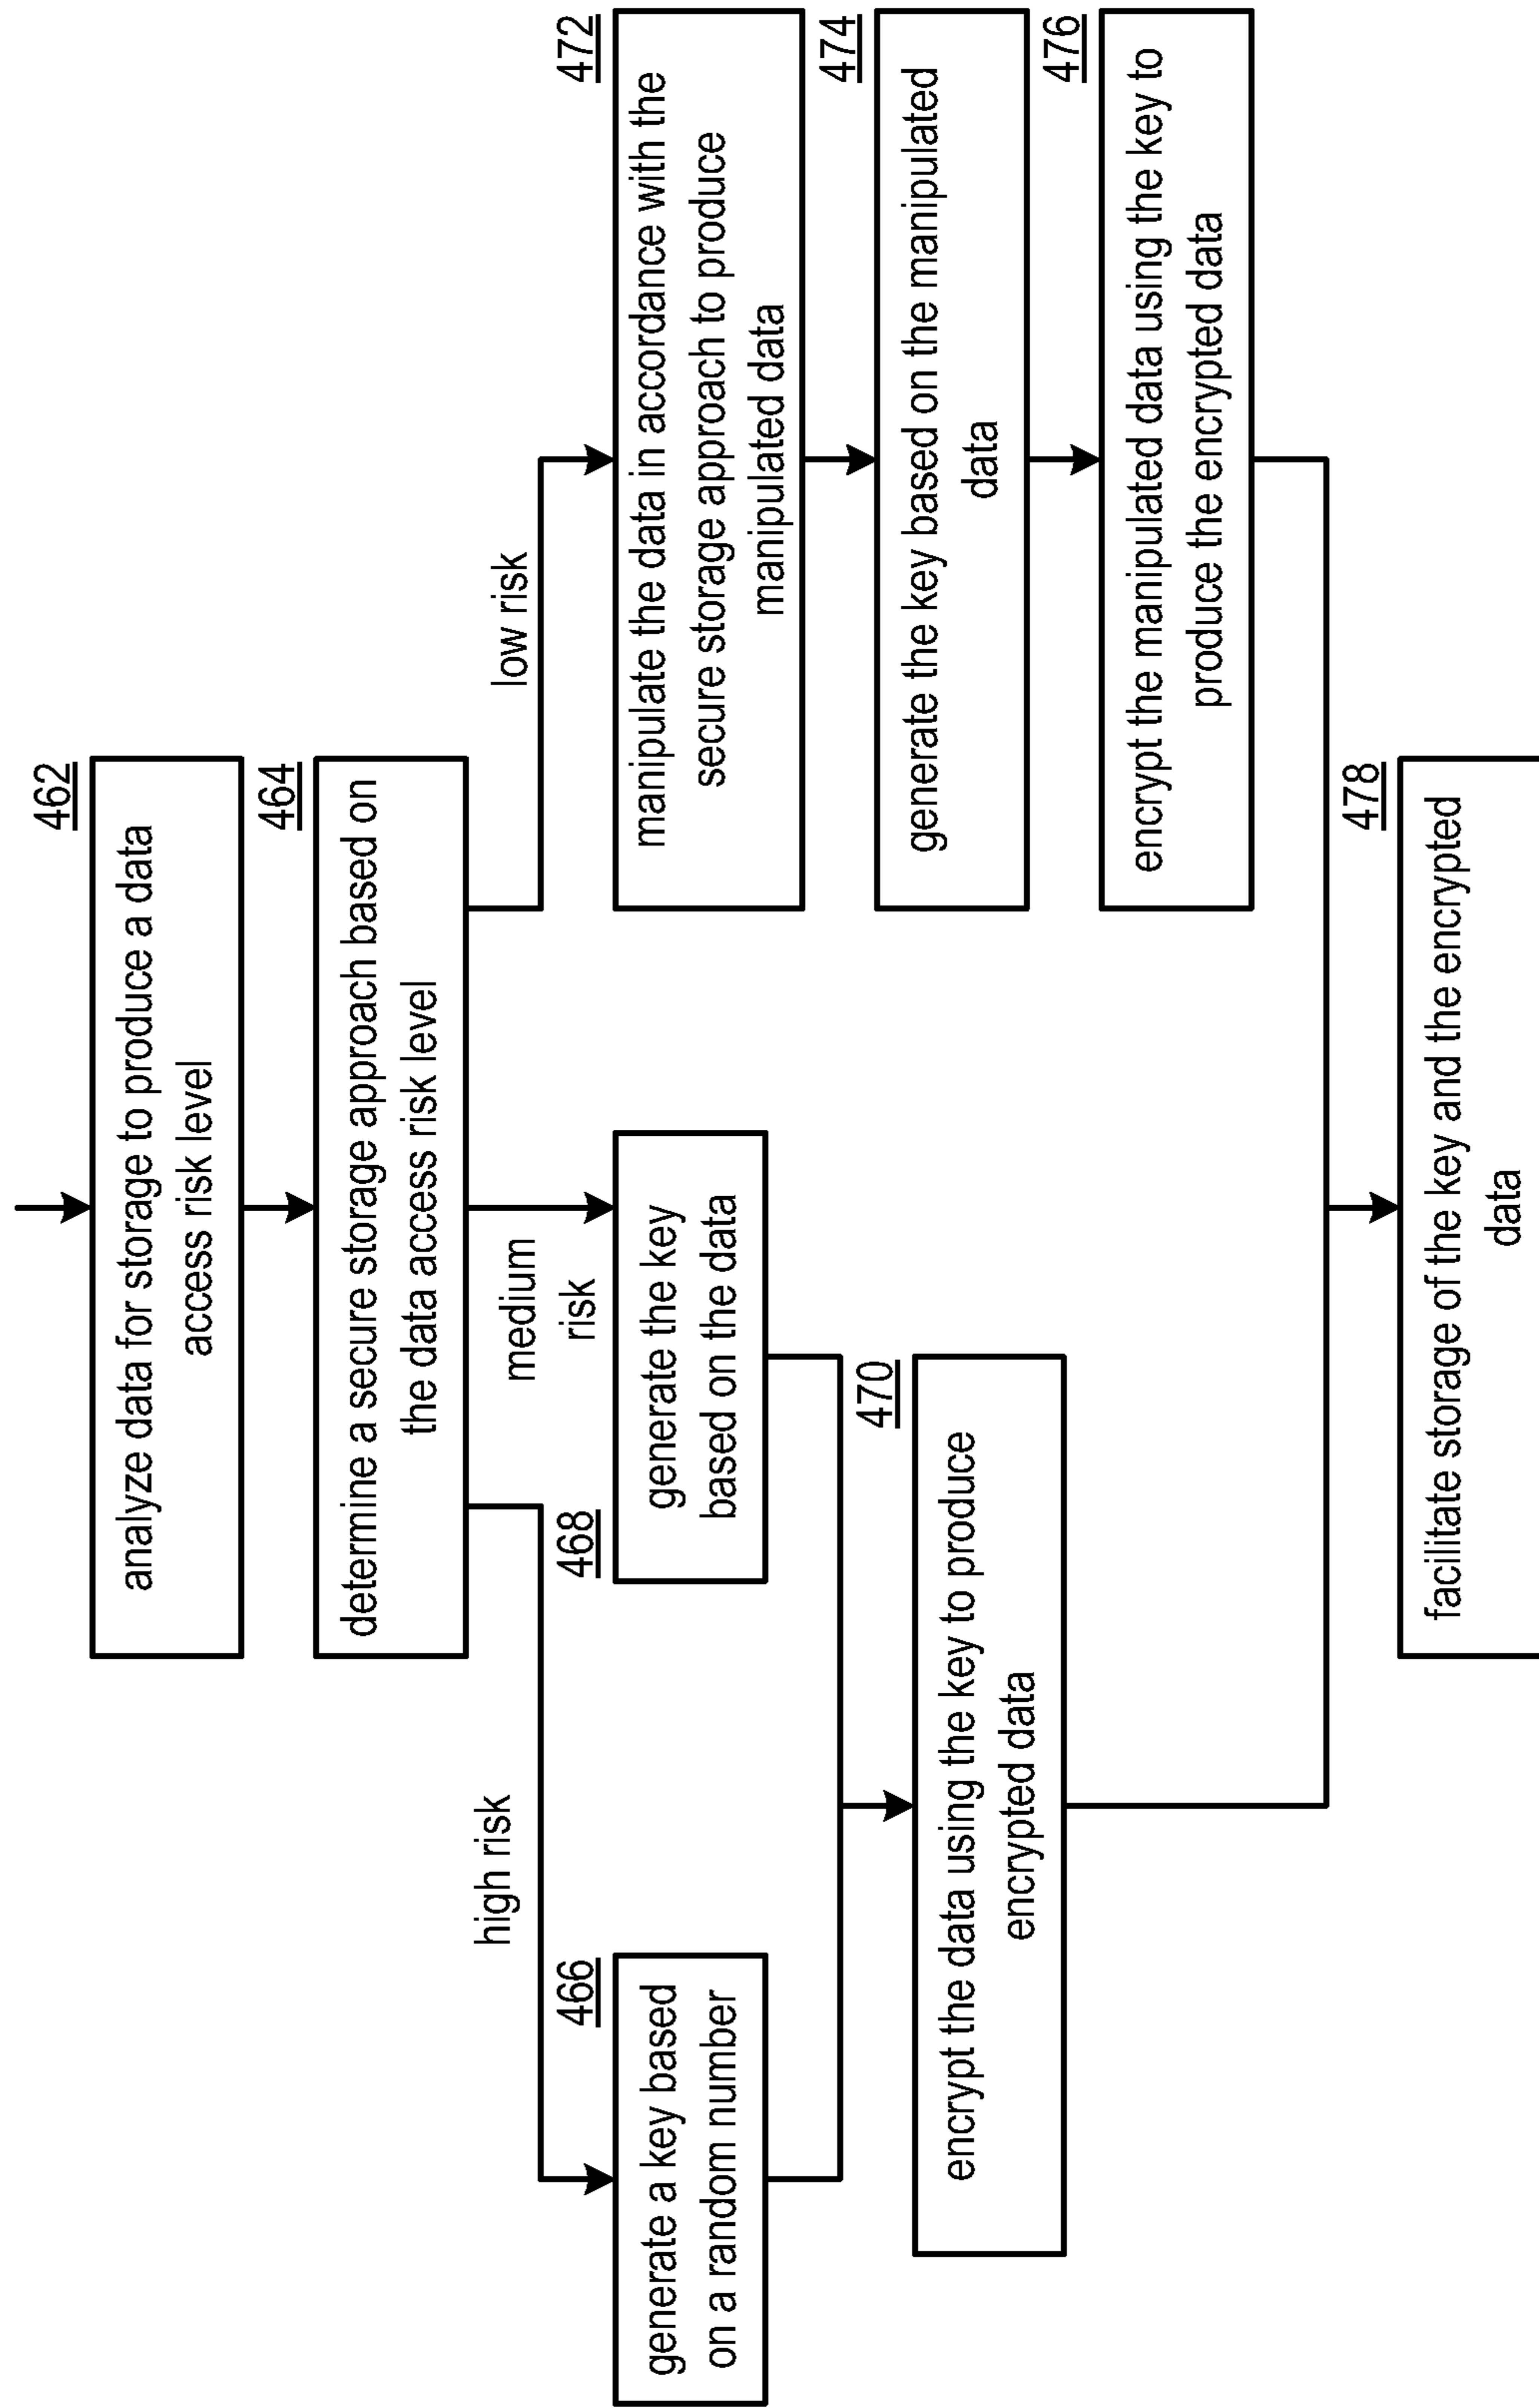 462
analyze data for storage to produce a data
access risk level
464
determine a secure storage approach based on
the data access risk level
high risk
medium
risk
low risk
466
generate a key based
on a random number
468
generate the key
based on the data
470
encrypt the data using the key to produce
encrypted data
472
manipulate the data in accordance with the
secure storage approach to produce
manipulated data
474
generate the key based on the manipulated
data
476
encrypt the manipulated data using the key to
produce the encrypted data
478
facilitate storage of the key and the encrypted
data